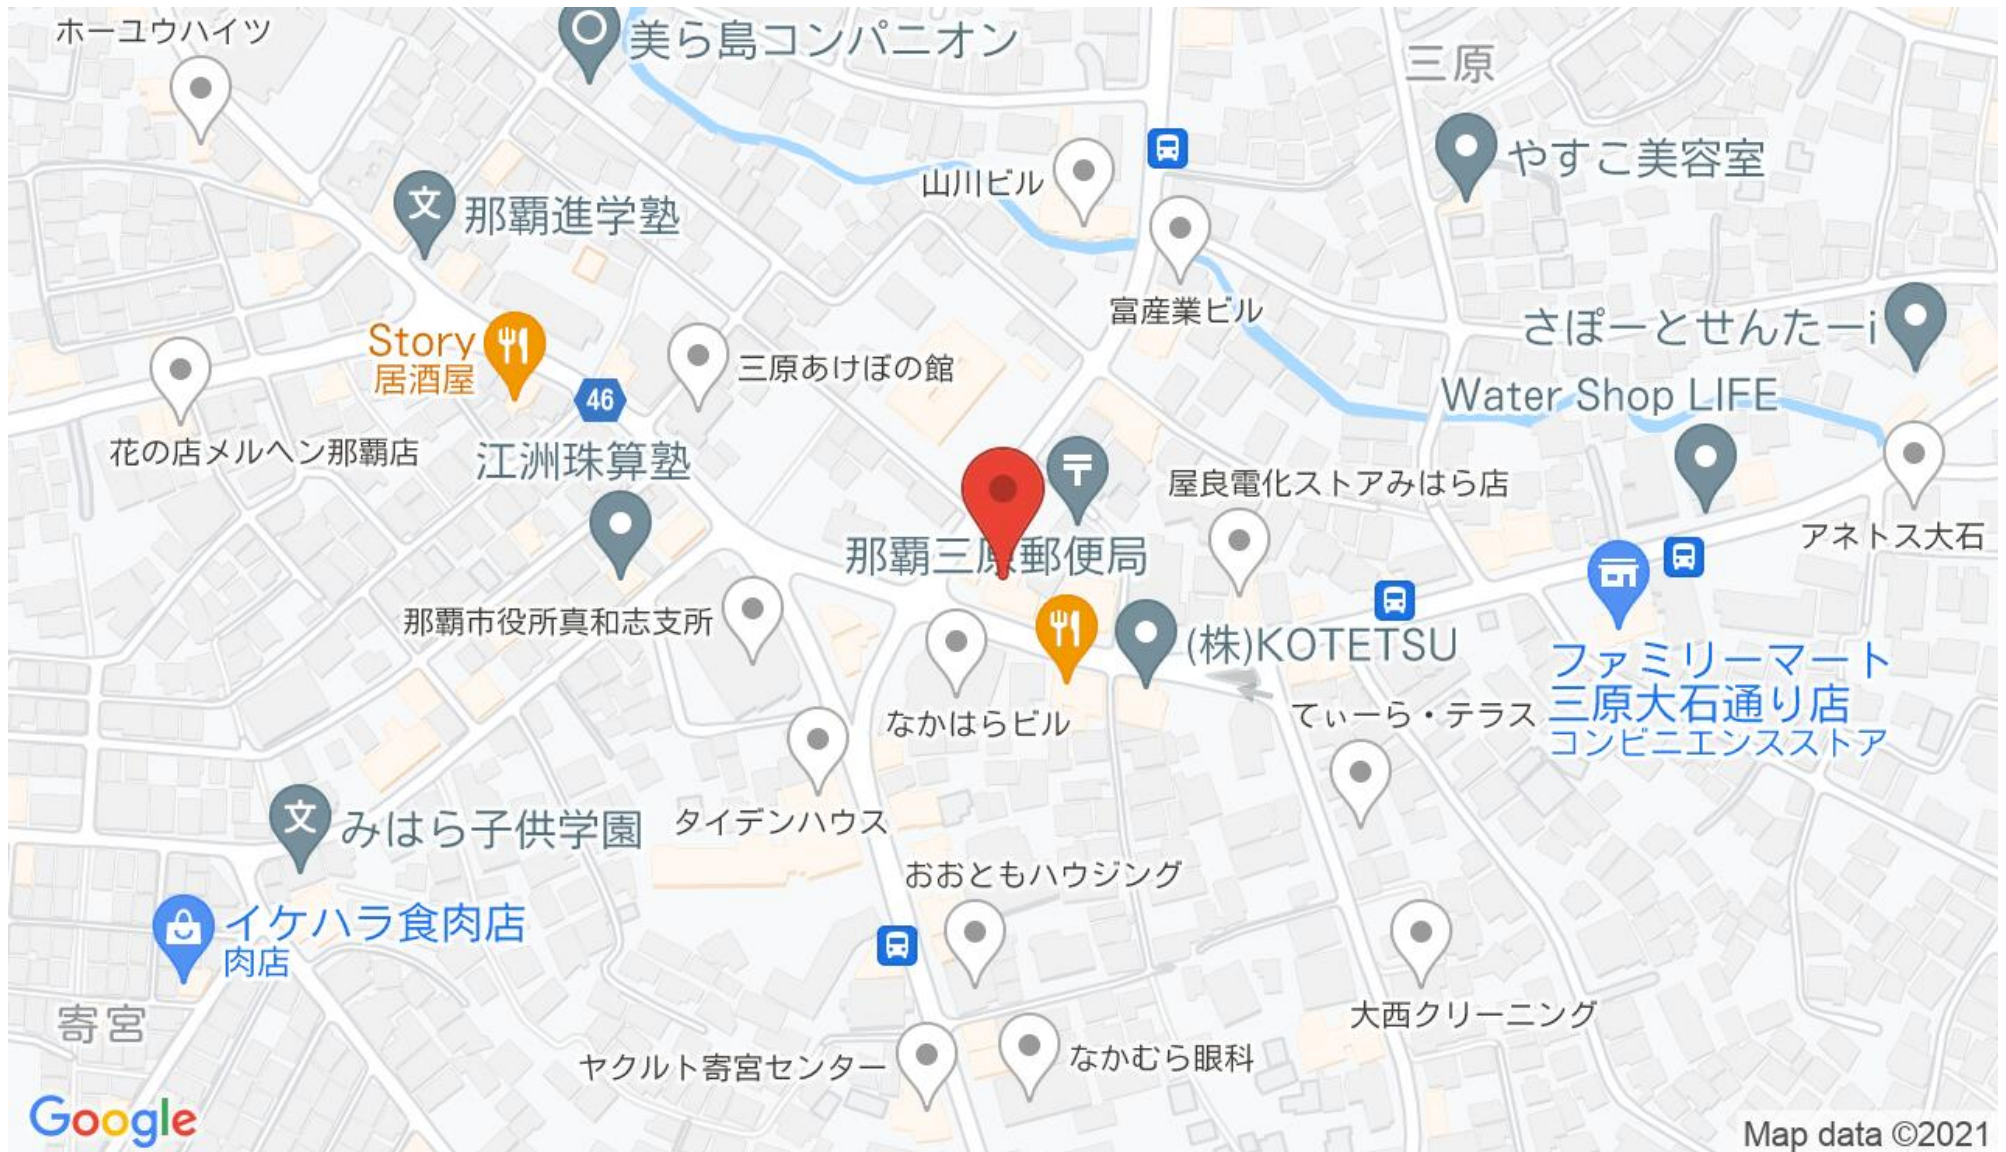 ホーユウハイツ
美ら島コンパニオン
三原
文
那覇進学塾
山川ビル
やすこ美容室
富産業ビル
さぽーとせんたーi
Story
居酒屋
46
三原あけぼの館
Water Shop LIFE
花の店メルヘン那覇店
江洲珠算塾
屋良電化ストアみはら店
那覇三原郵便局
アネトス大石
那覇市役所真和志支所
(株)KOTETSU
ファミリーマート
三原大石通り店
コンビニエンスストア
なかはらビル
てぃーら・テラス
文
みはら子供学園
タイデンハウス
おおともハウジング
イケハラ食肉店
肉店
寄宮
大西クリーニング
ヤクルト寄宮センター
なかむら眼科
Google
Map data ©2021